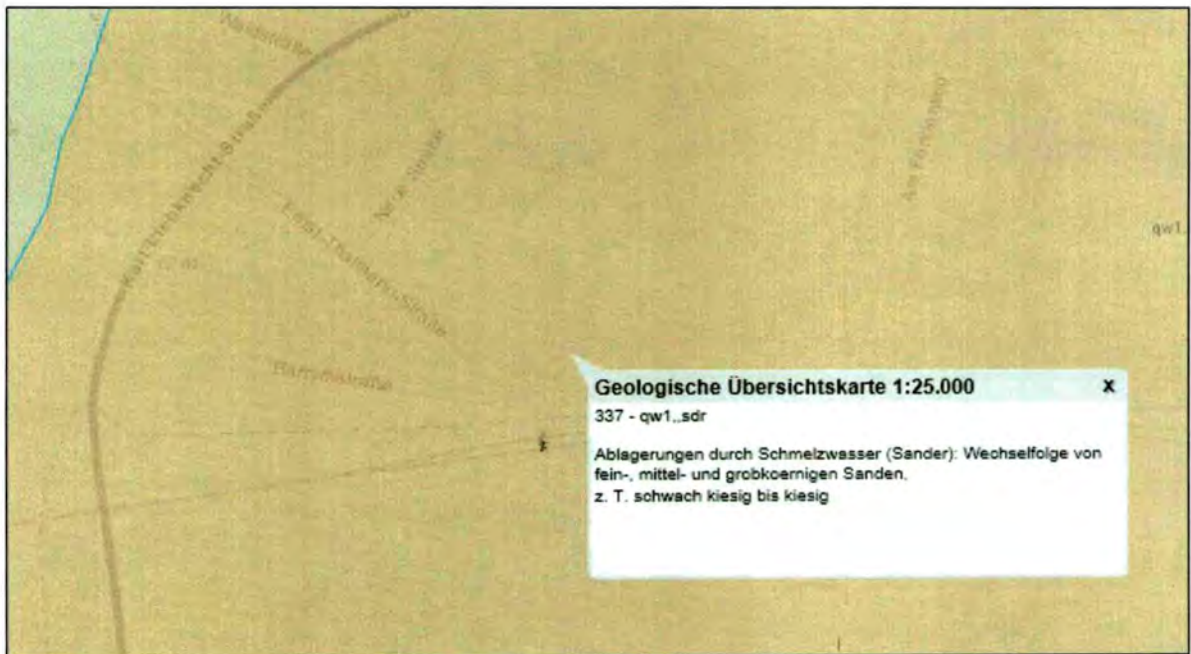 Waldstraße
Karl-Liebknecht-Straße
Neue Straße
Ernst-Thälmann-Straße
qw1,
Geologische Übersichtskarte 1:25.000 X
337 - qw1,,sdr
Ablagerungen durch Schmelzwasser (Sander): Wechselfolge von
fein-, mittel- und grobkoernigen Sanden,
z. T. schwach kiesig bis kiesig